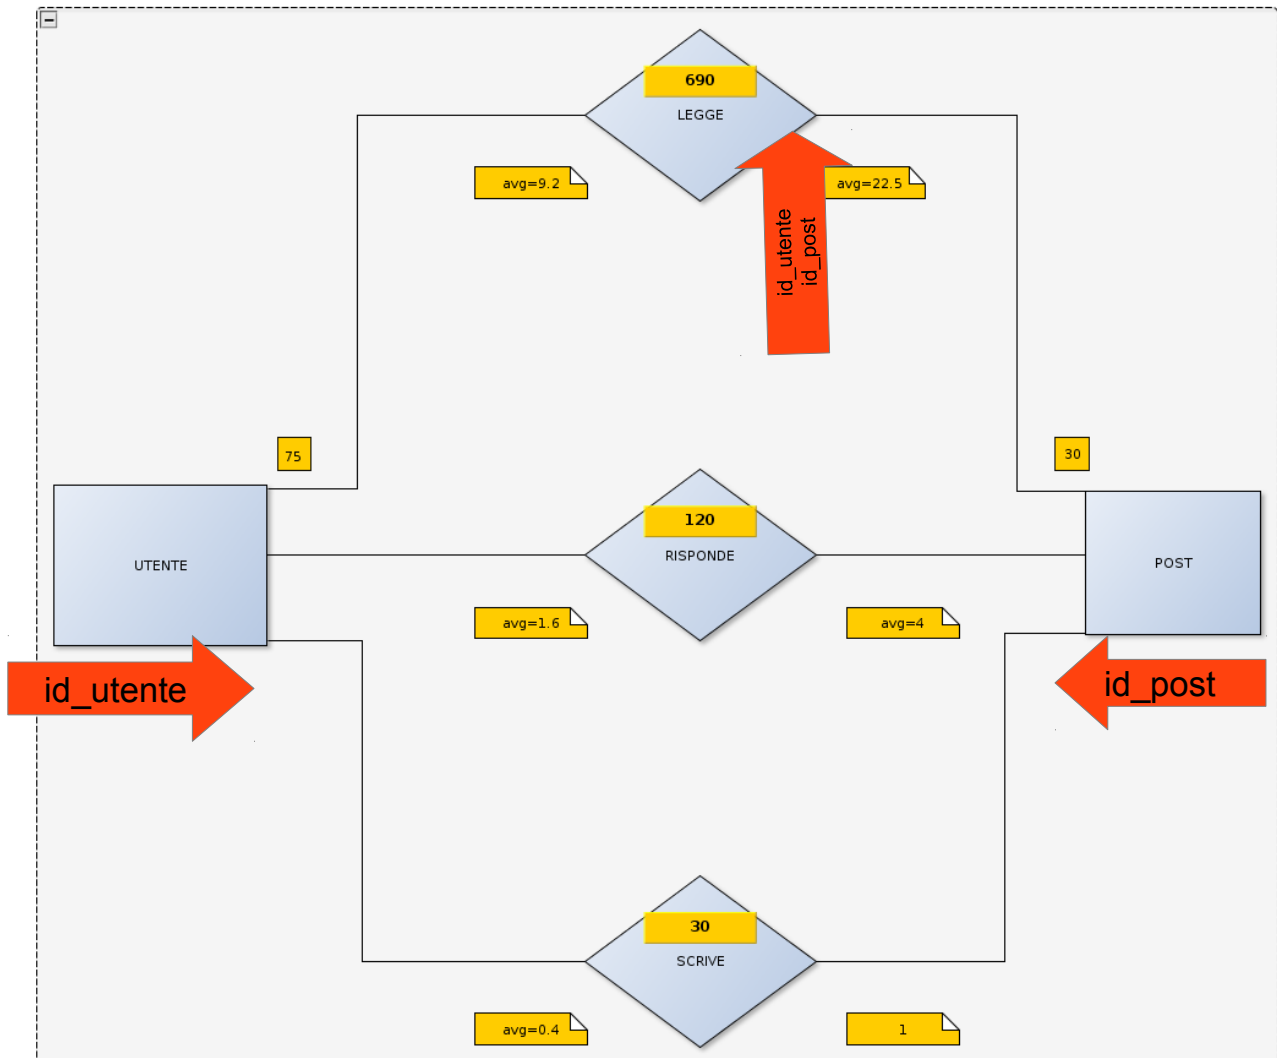 690
LEGGE
avg=9.2
avg=22.5
id_utente
id_post
75
30
120
RISPONDE
UTENTE
POST
avg=1.6
avg=4
id_utente
id_post
30
SCRIVE
avg=0.4
1